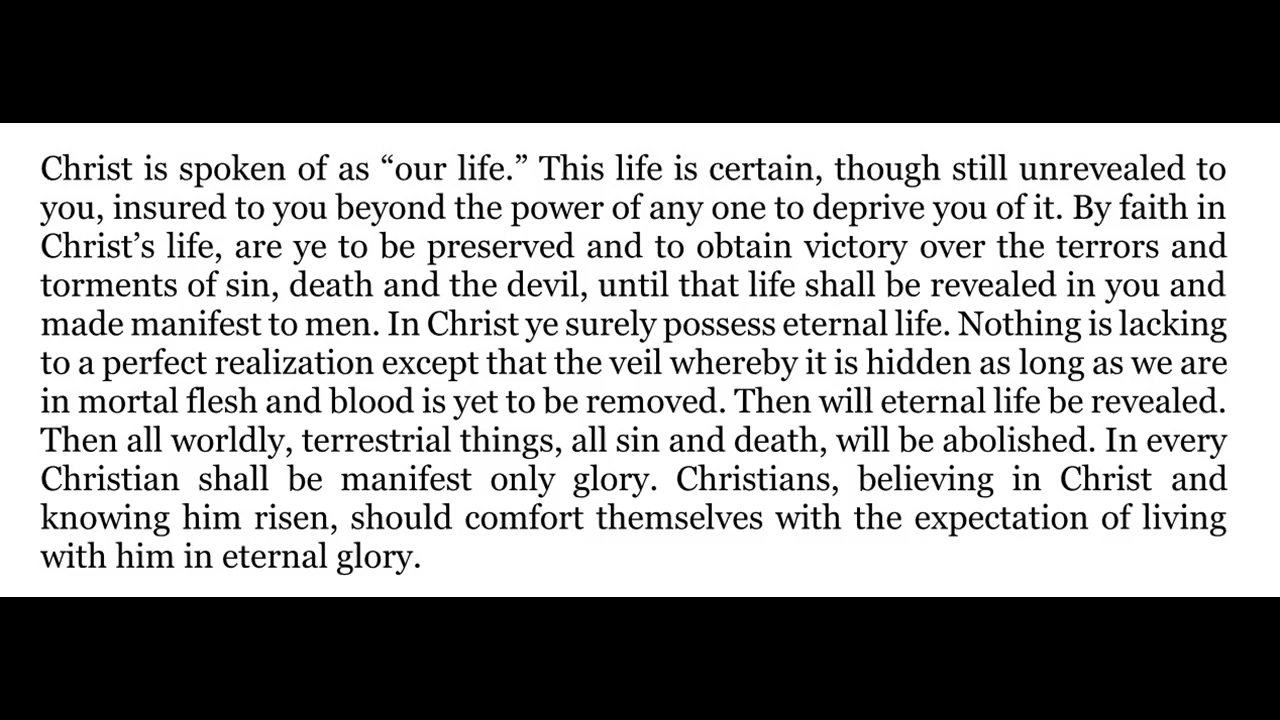 Christ is spoken of as “our life.” This life is certain, though still unrevealed to
you, insured to you beyond the power of any one to deprive you of it. By faith in
Christ’s life, are ye to be preserved and to obtain victory over the terrors and
torments of sin, death and the devil, until that life shall be revealed in you and
made manifest to men. In Christ ye surely possess eternal life. Nothing is lacking
to a perfect realization except that the veil whereby it is hidden as long as we are
in mortal flesh and blood is yet to be removed. Then will eternal life be revealed.
Then all worldly, terrestrial things, all sin and death, will be abolished. In every
Christian shall be manifest only glory. Christians, believing in Christ and
knowing him risen, should comfort themselves with the expectation of living
with him in eternal glory.